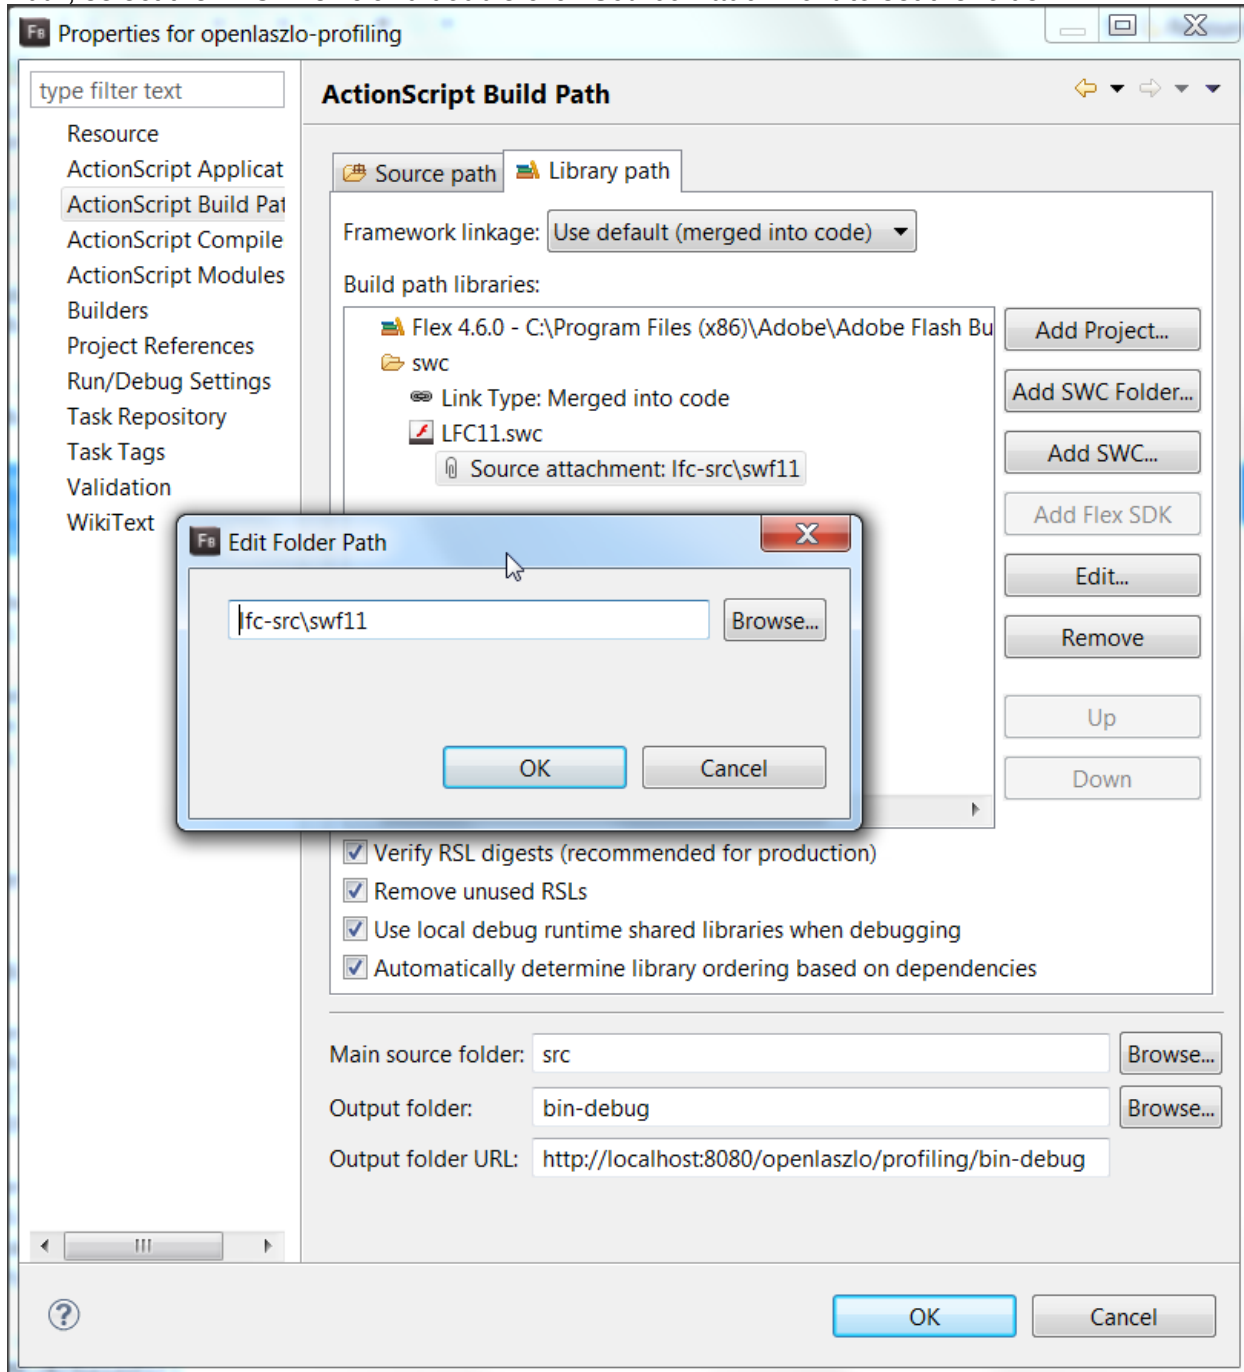 Properties for openlaszlo-profiling
type filter text
Resource
ActionScript Applicat
ActionScript Build Pat
ActionScript Compile
ActionScript Modules
Builders
Project References
Run/Debug Settings
Task Repository
Task Tags
Validation
WikiText
ActionScript Build Path
Source path
Library path
Framework linkage: Use default (merged into code)
Build path libraries:
Flex 4.6.0 - C:\Program Files (x86)\Adobe\Adobe Flash Bu
swc
Link Type: Merged into code
LFC11.swc
Source attachment: lfc-src\swf11
Add Project...
Add SWC Folder...
Add SWC...
Add Flex SDK
Edit...
Remove
Up
Down
Edit Folder Path
lfc-src\swf11
Browse...
OK
Cancel
Verify RSL digests (recommended for production)
Remove unused RSLs
Use local debug runtime shared libraries when debugging
Automatically determine library ordering based on dependencies
Main source folder: src Browse...
Output folder: bin-debug Browse...
Output folder URL: http://localhost:8080/openlaszlo/profiling/bin-debug
OK
Cancel